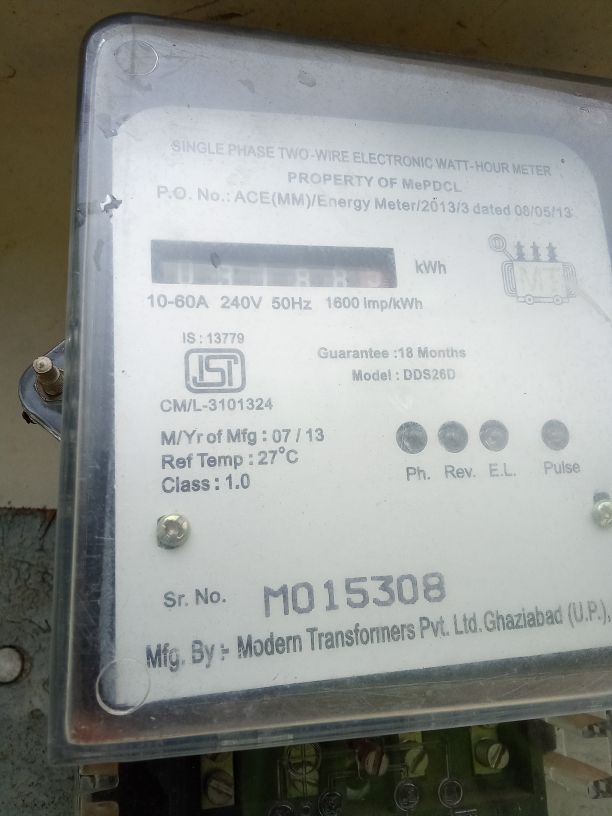 SINGLE PHASE TWO-WIRE ELECTRONIC WATT-HOUR METER
PROPERTY OF MePDCL
P.O. No.: ACE(MM)/Energy Meter/2013/3 dated 08/05/13
kWh
MT
10-60A 240V 50Hz 1600 Imp/kWh
IS : 13779
ISI
CM/L-3101324
Guarantee :18 Months
Model : DDS26D
M/Yr of Mfg : 07 / 13
Ref Temp : 27°C
Class : 1.0
Ph. Rev. E.L. Pulse
Sr. No. M015308
Mfg. By :- Modern Transformers Pvt. Ltd. Ghaziabad (U.P.),